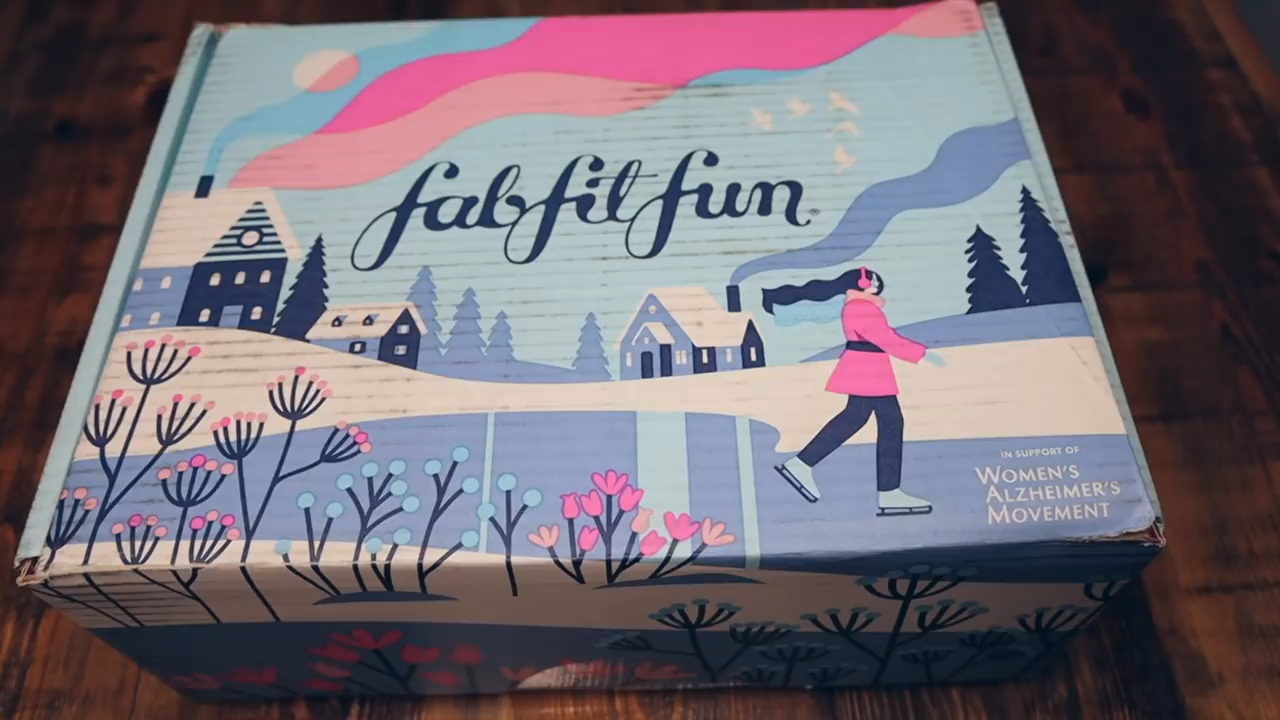 fabfitfun
IN SUPPORT OF
WOMEN'S
ALZHEIMER'S
MOVEMENT